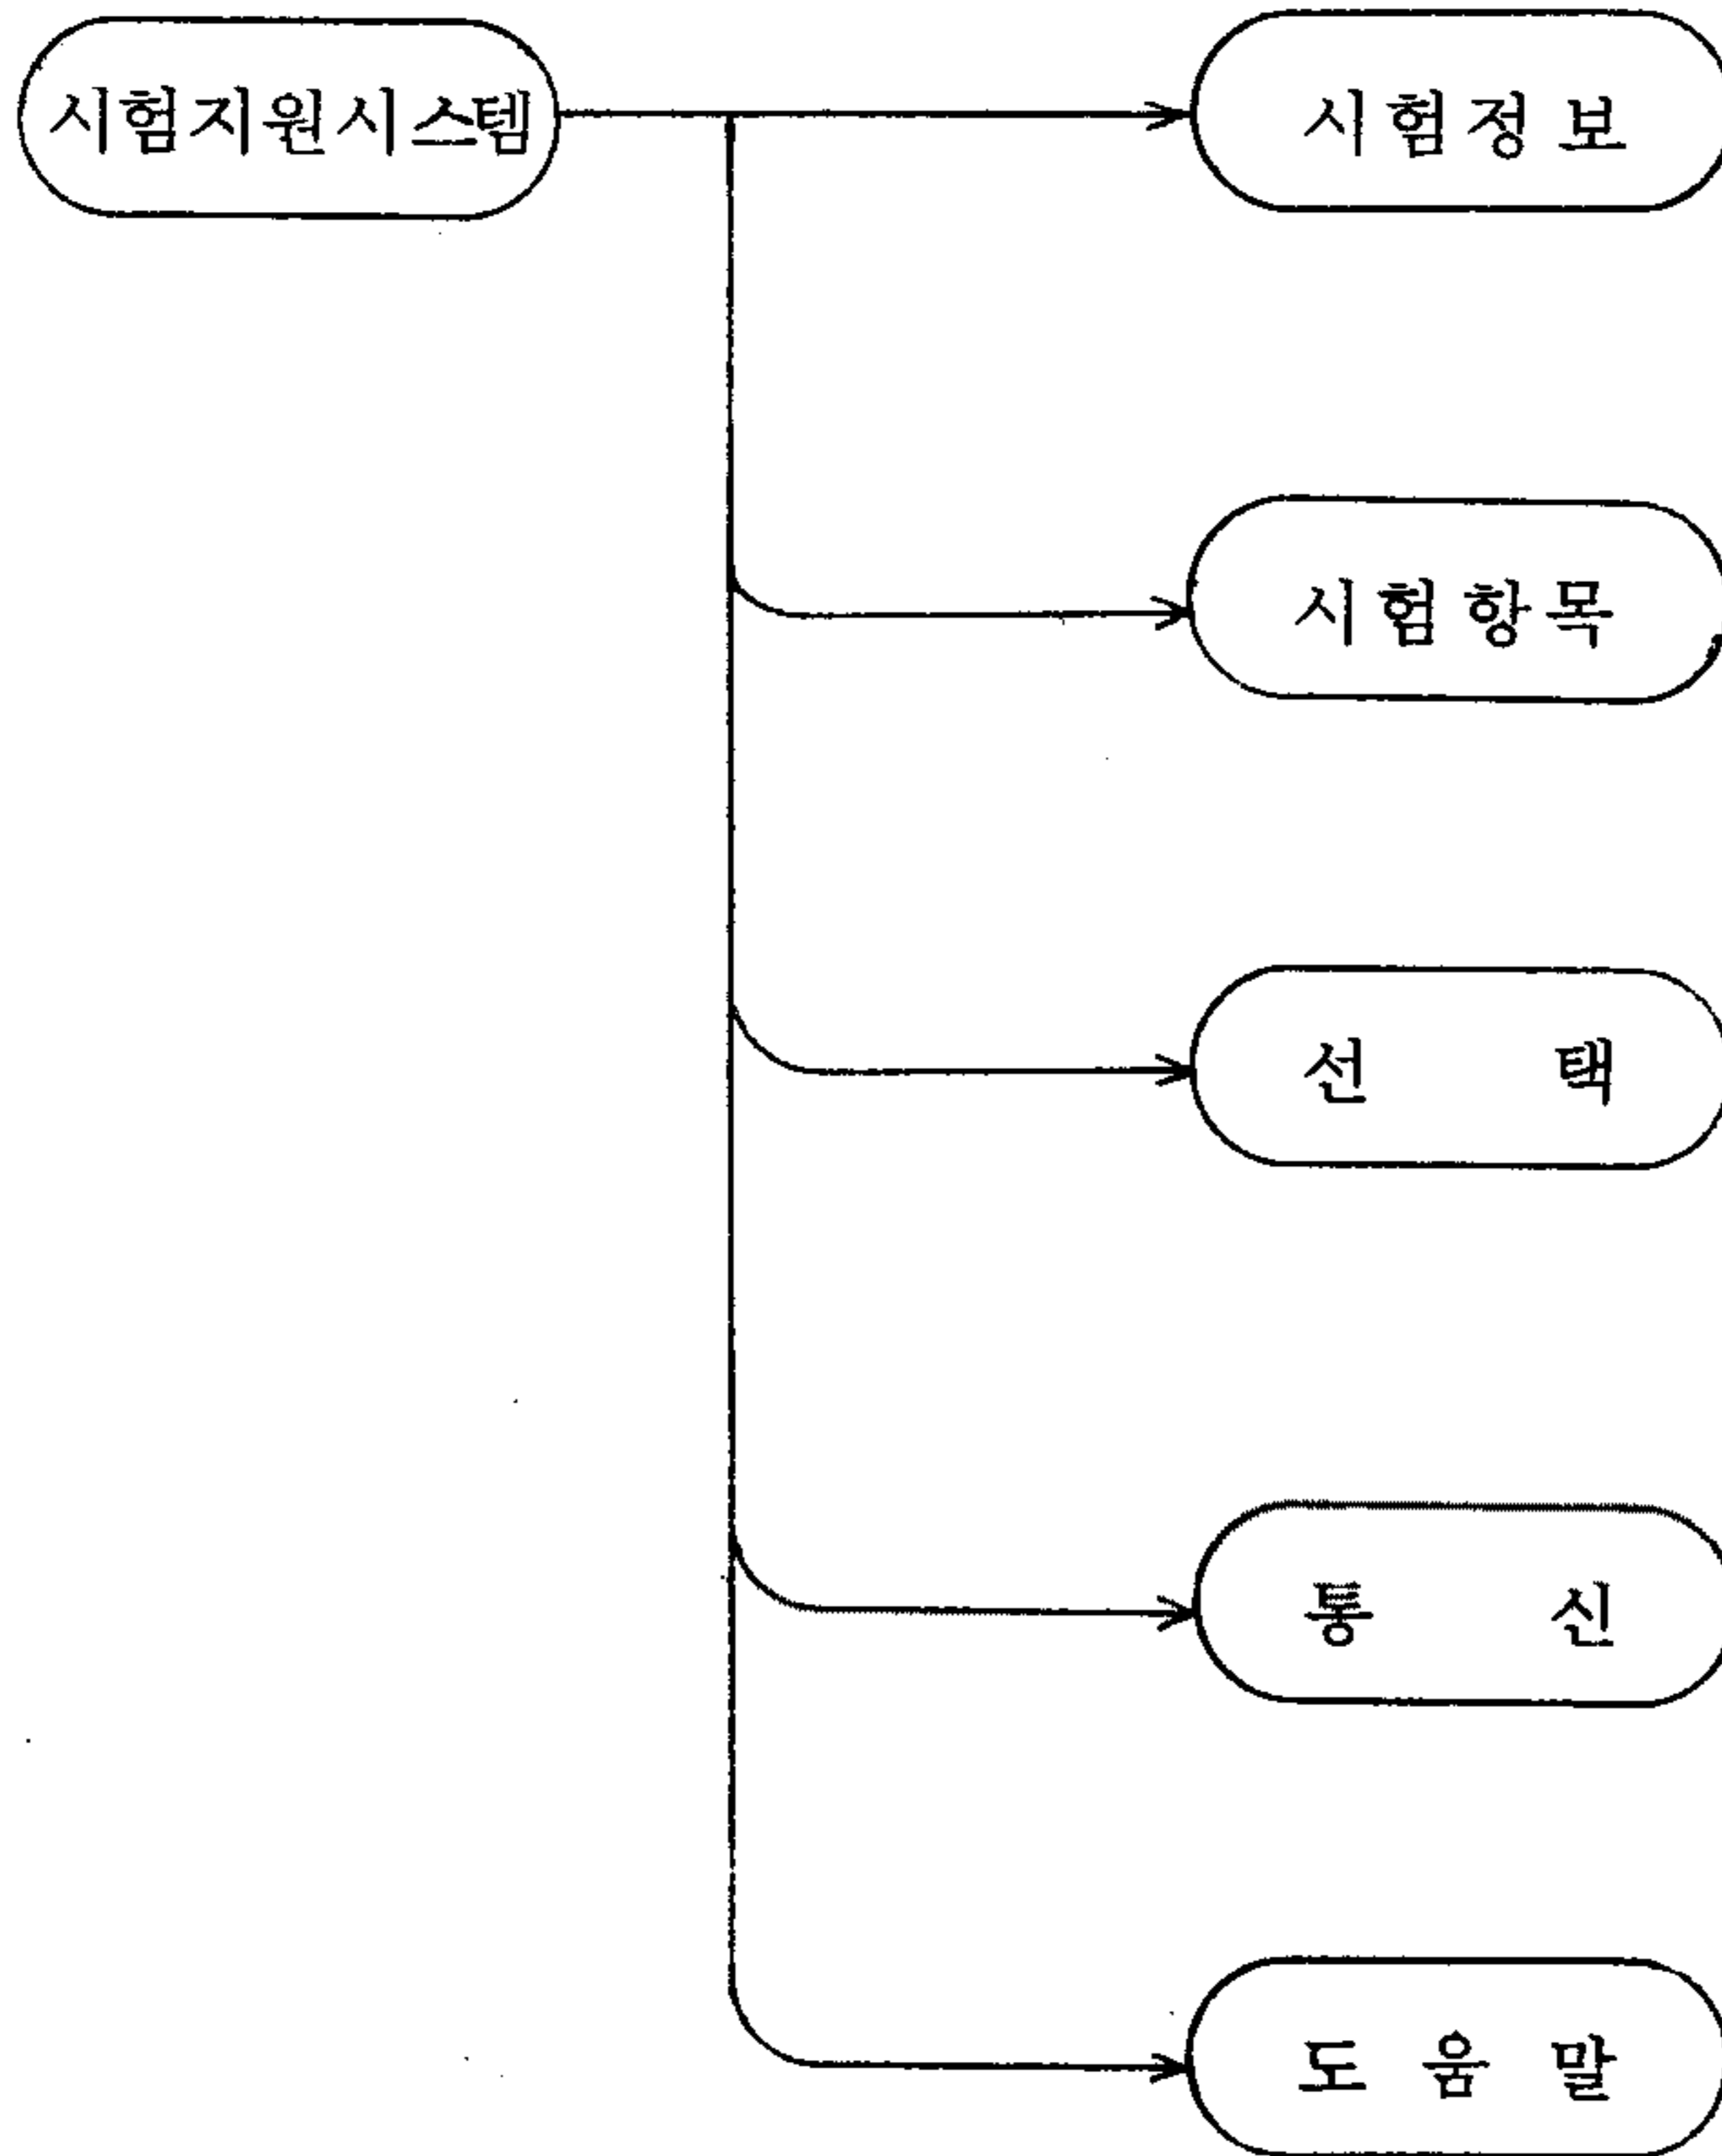 시험지원시스템
시험정보
시험항목
선 택
통 신
도 움 말